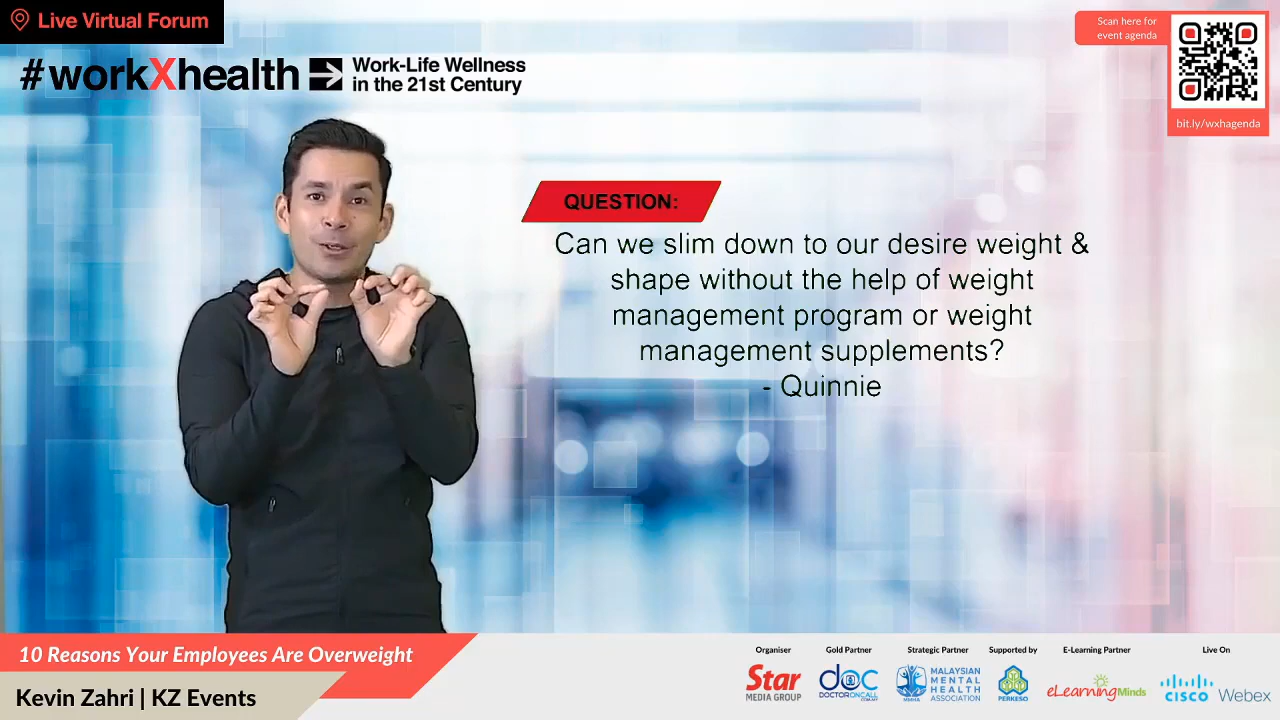 Live Virtual Forum
Scan here for
event agenda
#workXhealth
Work-Life Wellness
in the 21st Century
bit.ly/wxhagenda
QUESTION:
Can we slim down to our desire weight &
shape without the help of weight
management program or weight
management supplements?
- Quinnie
10 Reasons Your Employees Are Overweight
Kevin Zahri | KZ Events
Organiser
Star
MEDIA GROUP
Gold Partner
doc
DOCTORONCALL
Strategic Partner
MMHA
MALAYSIAN
MENTAL
HEALTH
ASSOCIATION
Supported by
PERKESO
E-Learning Partner
eLearningMinds
Live On
CISCO
Webex